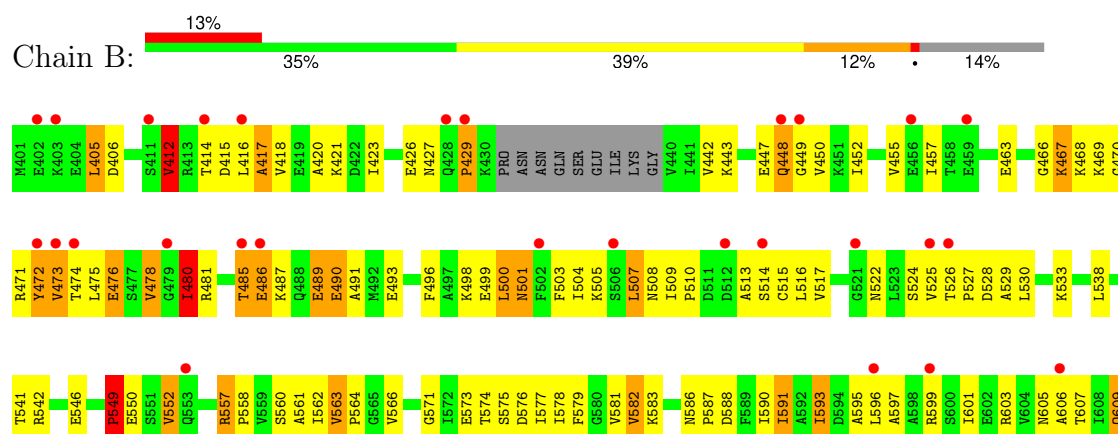 13%
Chain B:
35% 39% 12% • 14%
M401 E402 K403 E404 L405 D406 S411 V412 R413 T414 D415 L416 A417 V418 E419 A420 K421 D422 I423 E426 N427 Q428 P429 K430 PRO ASN ASN GLN SER GLU ILE LYS GLY V440 I441 V442 K443 E447 Q448 G449 V450 K451 I452 V455 E456 I457 T458 E459 E463 G466 K467 K468 K469
R471 Y472 V473 T474 L475 E476 S477 V478 G479 I480 R481 T485 E486 K487 Q488 E489 E490 A491 M492 E493 F496 A497 K498 E499 L500 N501 F502 F503 I504 K505 S506 L507 N508 I509 P510 D511 D512 A513 S514 C515 L516 V517 G521 N522 L523 S524 V525 T526 P527 D528 A529 L530 K533 L538
T541 R542 E546 P549 E550 S551 V552 Q553 R557 P558 V559 S560 A561 I562 V563 P564 G565 V566 G571 I572 E573 T574 S575 D576 I577 I578 F579 G580 V581 V582 K583 N586 P587 D588 F589 I590 I591 A592 I593 D594 A595 L596 A597 A598 R599 S600 I601 E602 R603 V604 N605 A606 T607 I608